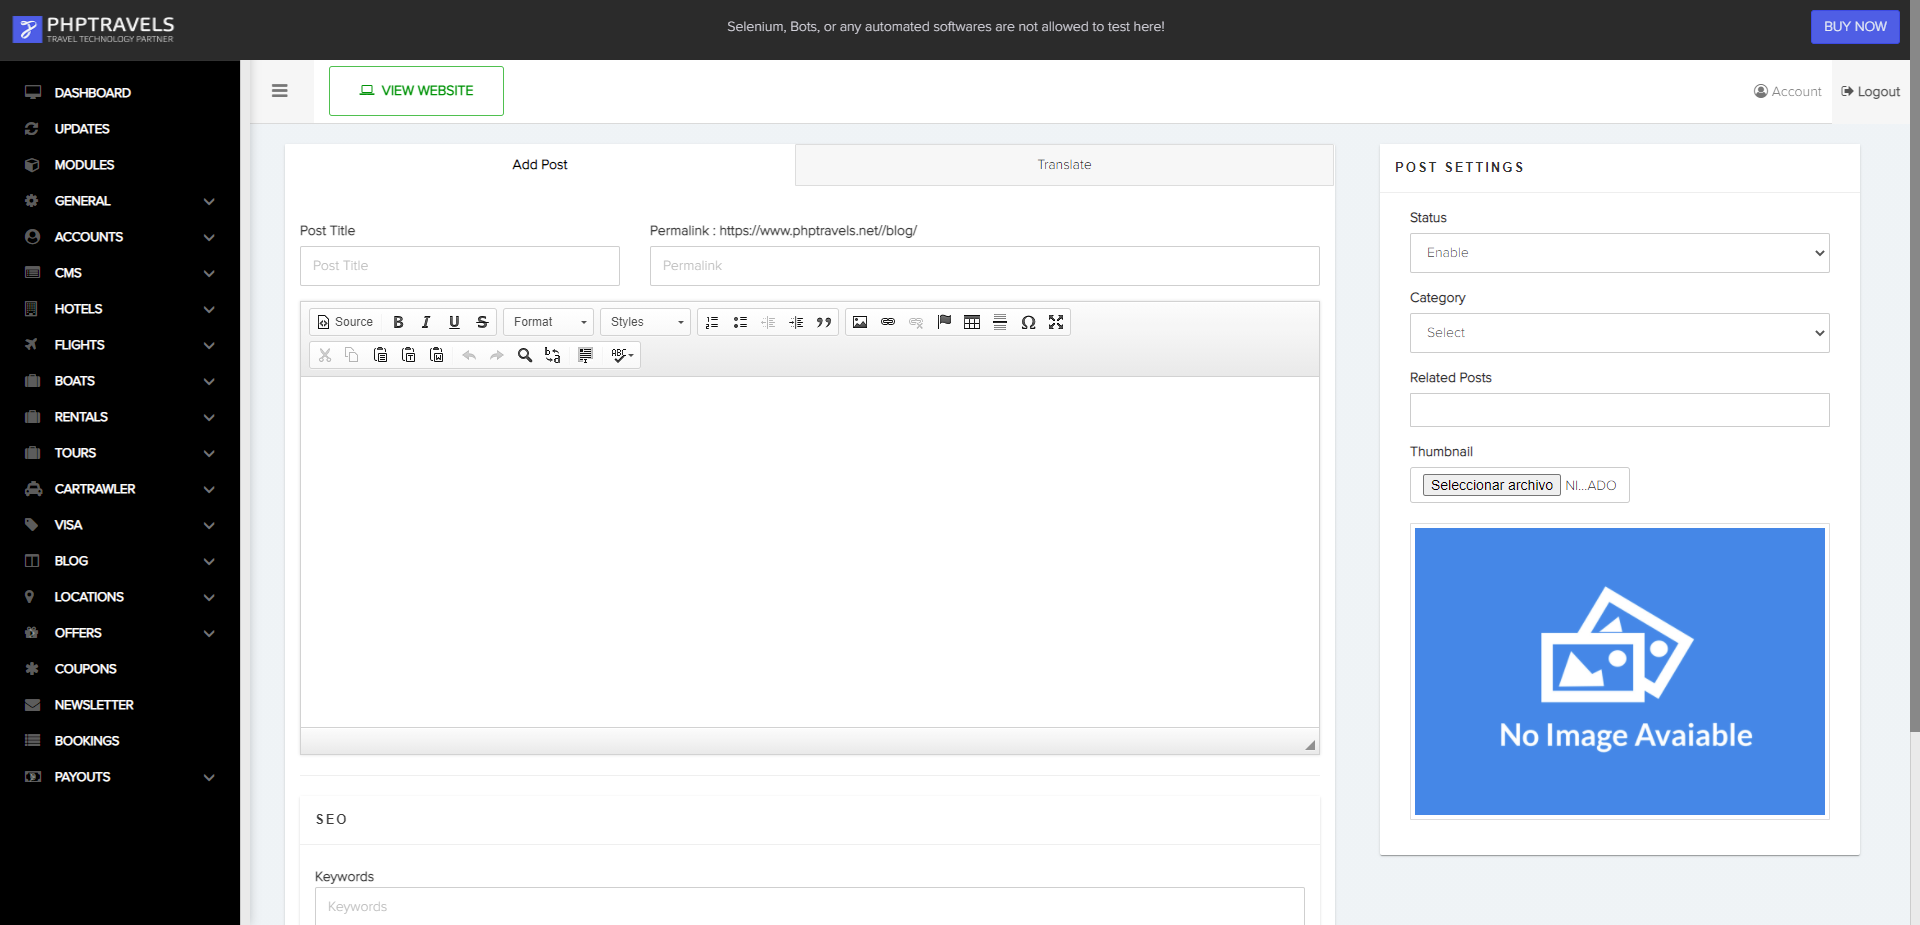 PHPTRAVELS
TRAVEL TECHNOLOGY PARTNER
Selenium, Bots, or any automated softwares are not allowed to test here!
BUY NOW
DASHBOARD
UPDATES
MODULES
GENERAL
ACCOUNTS
CMS
HOTELS
FLIGHTS
BOATS
RENTALS
TOURS
CARTRAWLER
VISA
BLOG
LOCATIONS
OFFERS
COUPONS
NEWSLETTER
BOOKINGS
PAYOUTS
VIEW WEBSITE
Account
Logout
Add Post
Translate
Post Title
Permalink : https://www.phptravels.net//blog/
Post Title
Permalink
Source
Format
Styles
SEO
Keywords
Keywords
POST SETTINGS
Status
Enable
Category
Select
Related Posts
Thumbnail
Seleccionar archivo NI...ADO
No Image Avaiable